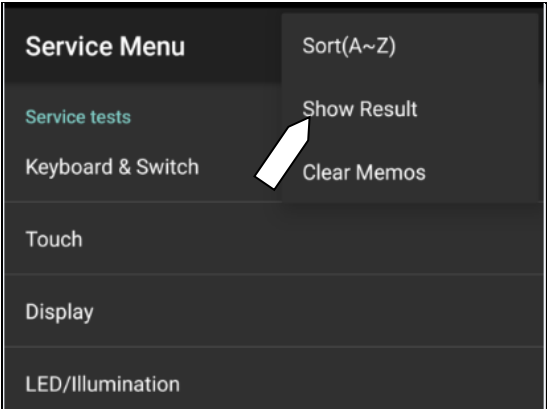 Service Menu
Sort(A~Z)
Show Result
Clear Memos
Service tests
Keyboard & Switch
Touch
Display
LED/Illumination